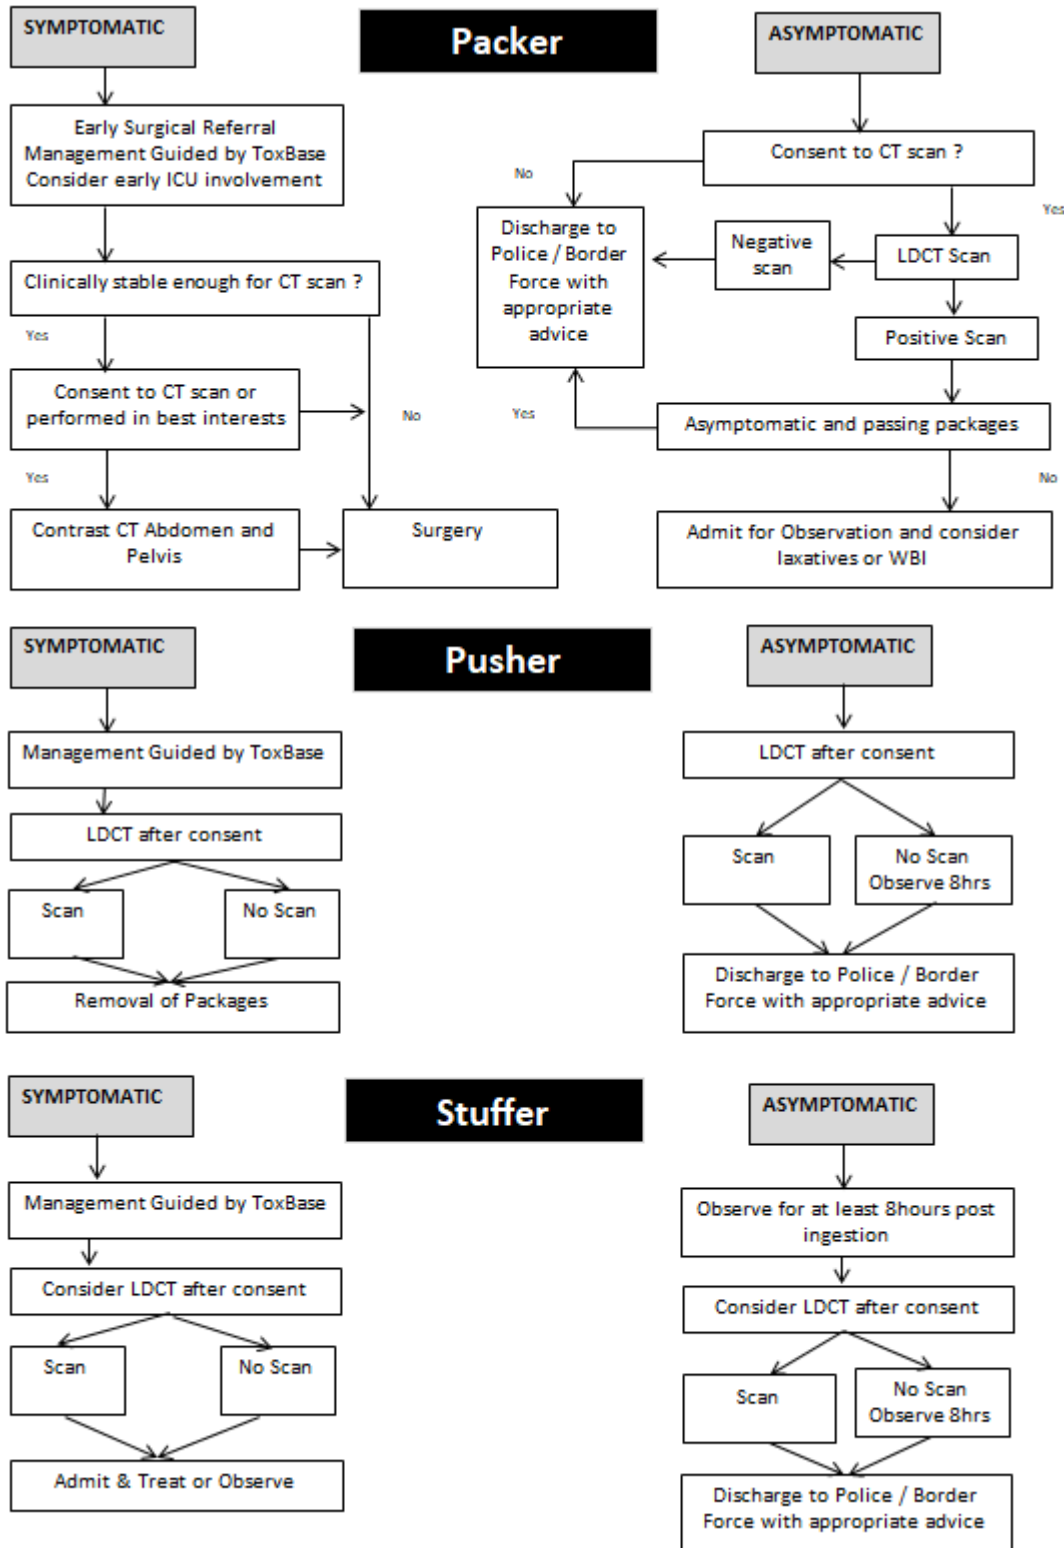 SYMPTOMATIC
Packer
ASYMPTOMATIC
Early Surgical Referral
Management Guided by ToxBase
Consider early ICU involvement
Consent to CT scan ?
No
Yes
Discharge to
Police / Border
Force with
appropriate
advice
Negative
scan
LDCT Scan
Clinically stable enough for CT scan ?
Positive Scan
Yes
Consent to CT scan or
performed in best interests
No
Yes
Asymptomatic and passing packages
Yes
No
Contrast CT Abdomen and
Pelvis
Surgery
Admit for Observation and consider
laxatives or WBI
SYMPTOMATIC
Pusher
ASYMPTOMATIC
Management Guided by ToxBase
LDCT after consent
LDCT after consent
Scan
No Scan
Observe 8hrs
Scan
No Scan
Removal of Packages
Discharge to Police / Border
Force with appropriate advice
SYMPTOMATIC
Stuffer
ASYMPTOMATIC
Management Guided by ToxBase
Observe for at least 8hours post
ingestion
Consider LDCT after consent
Consider LDCT after consent
Scan
No Scan
Scan
No Scan
Observe 8hrs
Admit & Treat or Observe
Discharge to Police / Border
Force with appropriate advice